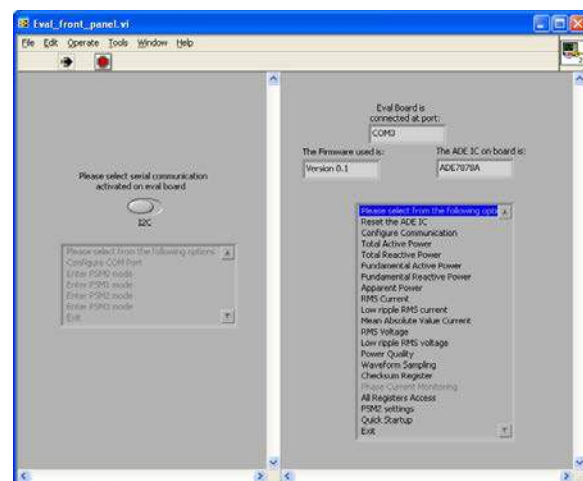 Eval_front_panel.vi
File Edit Operate Tools Window Help
2
Please select serial communication
activated on eval board
I2C
Please select from the following options:
Configure COM Port
Enter PSM0 mode
Enter PSM1 mode
Enter PSM2 mode
Enter PSM3 mode
Exit
Eval Board is
connected at port:
COM3
The Firmware used is:
Version 0.1
The ADE IC on board is:
ADE7878A
Please select from the following opti
Reset the ADE IC
Configure Communication
Total Active Power
Total Reactive Power
Fundamental Active Power
Fundamental Reactive Power
Apparent Power
RMS Current
Low ripple RMS current
Mean Absolute Value Current
RMS Voltage
Low ripple RMS voltage
Power Quality
Waveform Sampling
Checksum Register
Phase Current Monitoring
All Registers Access
PSM2 settings
Quick Startup
Exit